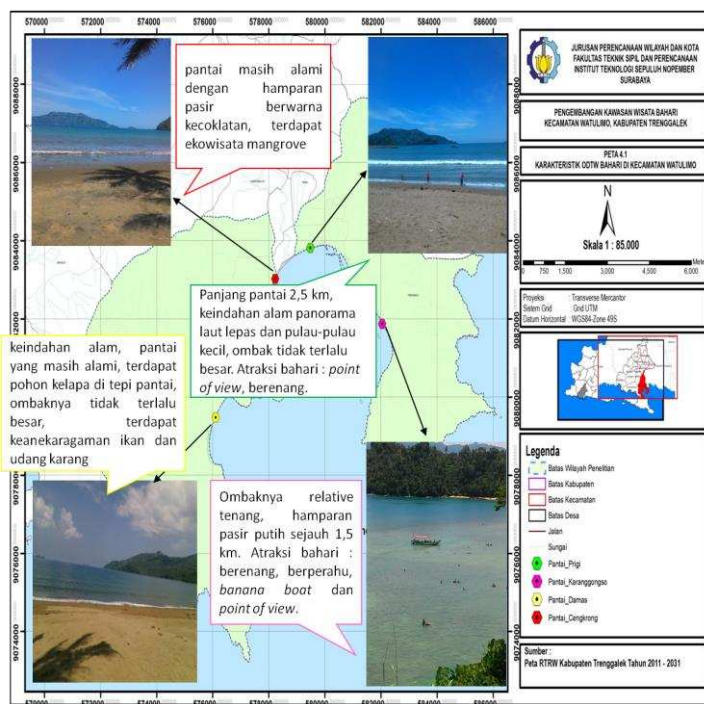 570000 572000 574000 576000 578000 580000 582000 584000 586000
pantai masih alami
dengan hamparan
pasir berwarna
kecoklatan, terdapat
ekowisata mangrove
Panjang pantai 2,5 km,
keindahan alam panorama
laut lepas dan pulau-pulau
kecil, ombak tidak terlalu
besar. Atraksi bahari : point
of view, berenang.
keindahan alam, pantai
yang masih alami, terdapat
pohon kelapa di tepi pantai,
ombaknya tidak terlalu
besar, terdapat
keanekaragaman ikan dan
udang karang
Ombaknya relative
tenang, hamparan
pasir putih sejauh 1,5
km. Atraksi bahari :
berenang, berperahu,
banana boat dan
point of view.
9088000
9086000
9084000
9082000
9080000
9078000
9076000
9074000
570000 572000 574000 576000 578000 580000 582000 584000 586000
JURUSAN PERENCANAAN WILAYAH DAN KOTA
FAKULTAS TEKNIK SIPIL DAN PERENCANAAN
INSTITUT TEKNOLOGI SEPULUH NOPEMBER
SURABAYA
PENGEMBANGAN KAWASAN WISATA BAHARI
KECAMATAN WATULIMO, KABUPATEN TRENGGALEK
PETA 4.1
KARAKTERISTIK ODTW BAHARI DI KECAMATAN WATULIMO
N
Skala 1 : 85.000
0 750 1,500 3,000 4,500 6,000
Proyeksi : Transverse Mercantor
Sistem Grid : Grid UTM
Datum Horizontal : WGS84-Zone 49S
Legenda
Batas Wilayah Penelitian
Batas Kabupaten
Batas Kecamatan
Batas Desa
Jalan
Sungai
Pantai_Prigi
Pantai_Karanggongso
Pantai_Damas
Pantai_Cengkrong
Sumber :
Peta RTRW Kabupaten Trenggalek Tahun 2011 - 2031